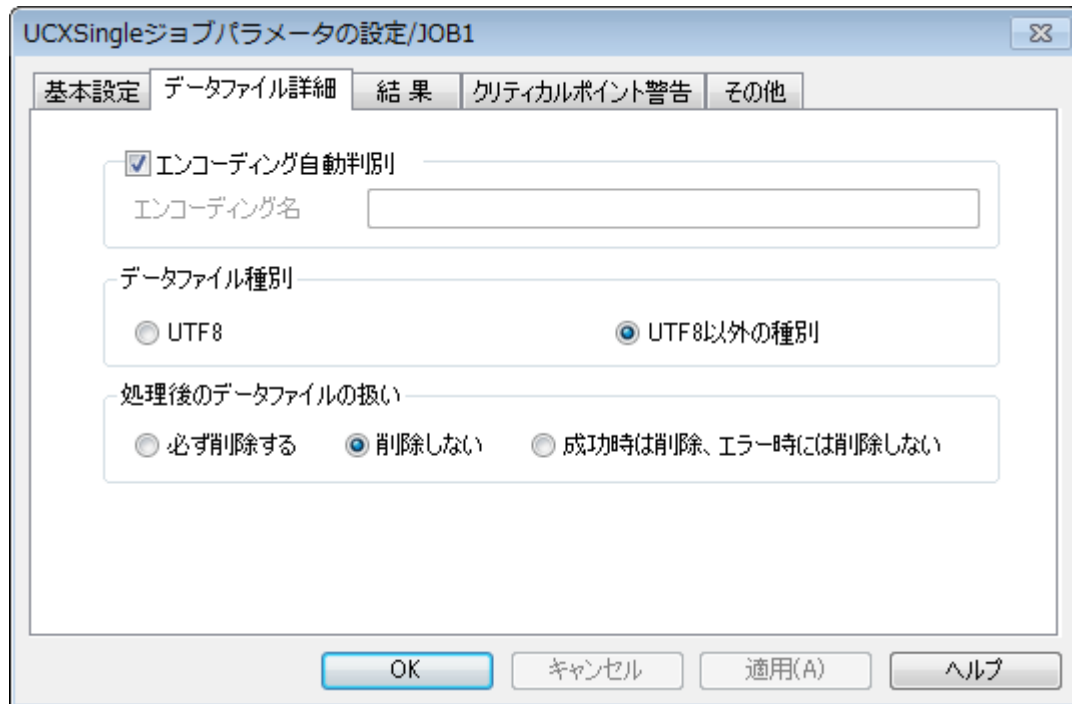 UCXSingleジョブパラメータの設定/JOB1
基本設定 データファイル詳細 結 果 クリティカルポイント警告 その他
エンコーディング自動判別
エンコーディング名
データファイル種別
UTF8 UTF8以外の種別
処理後のデータファイルの扱い
必ず削除する 削除しない 成功時は削除、エラー時には削除しない
OK キャンセル 適用(A) ヘルプ